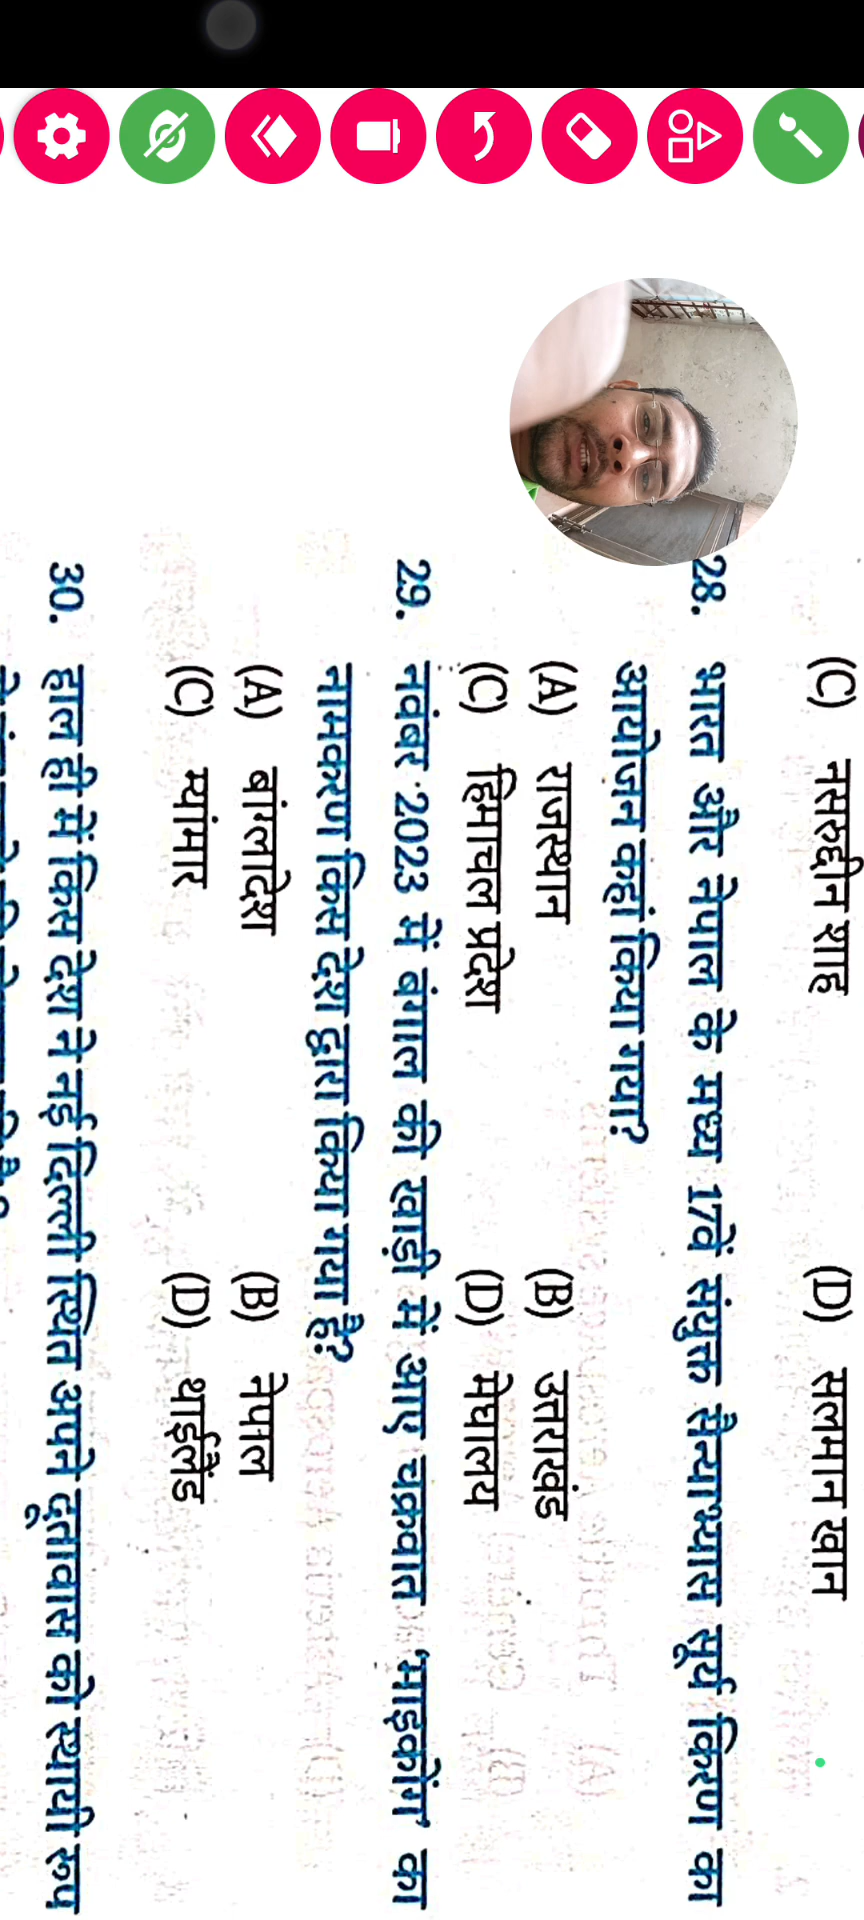 (C) नसरुद्दीन शाह (D) सलमान खान
28. भारत और नेपाल के मध्य 17वें संयुक्त सैन्याभ्यास सूर्य किरण का
आयोजन कहां किया गया?
(A) राजस्थान (B) उत्तराखंड
(C) हिमाचल प्रदेश (D) मेघालय
29. नवंबर 2023 में बंगाल की खाड़ी में आए चक्रवात 'माइकोंग' का
नामकरण किस देश द्वारा किया गया है?
(A) बांग्लादेश (B) नेपाल
(C) म्यांमार (D) थाईलैंड
30. हाल ही में किस देश ने नई दिल्ली स्थित अपने दूतावास को स्थायी रूप